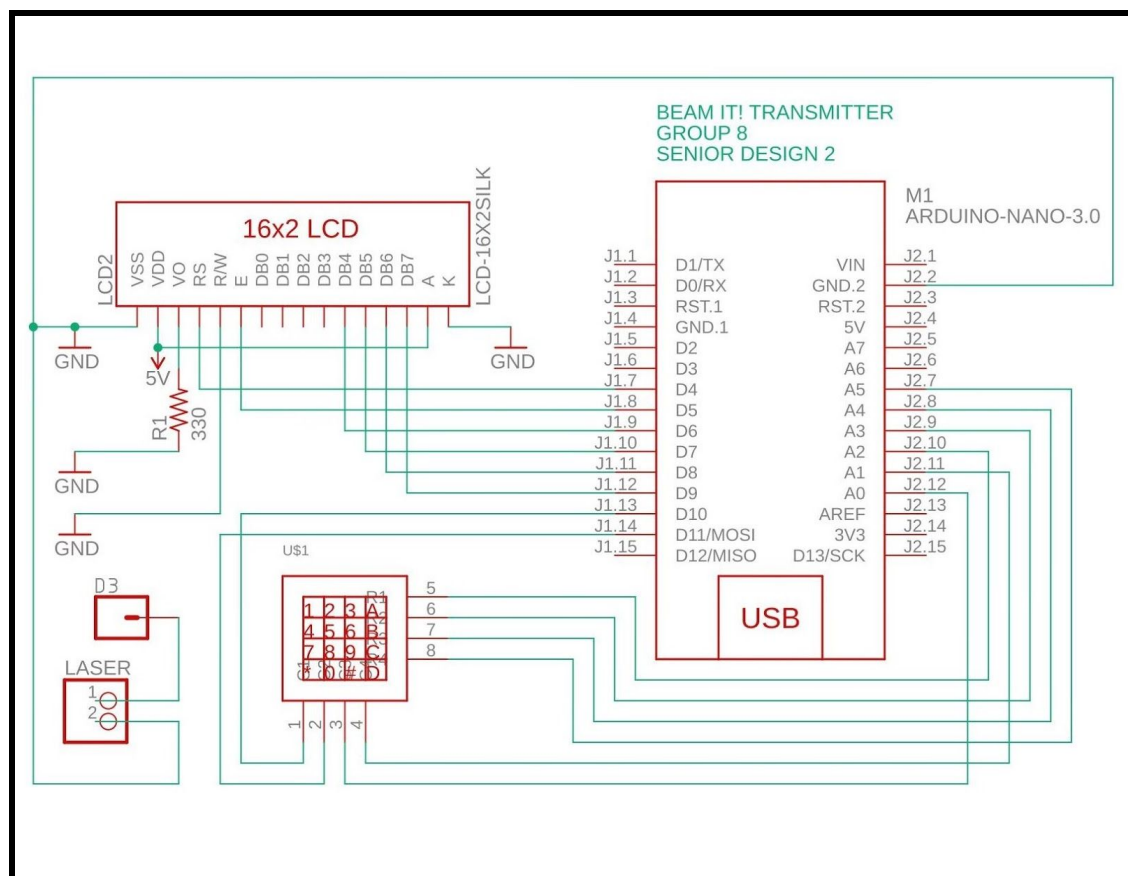 BEAM IT! TRANSMITTER
GROUP 8
SENIOR DESIGN 2
LCD2
16x2 LCD
LCD-16X2SILK
VSS
VDD
VO
RS
R/W
E
DB0
DB1
DB2
DB3
DB4
DB5
DB6
DB7
A
K
GND
5V
GND
R1
330
GND
GND
M1
ARDUINO-NANO-3.0
J1.1 D1/TX VIN J2.1
J1.2 D0/RX GND.2 J2.2
J1.3 RST.1 RST.2 J2.3
J1.4 GND.1 5V J2.4
J1.5 D2 A7 J2.5
J1.6 D3 A6 J2.6
J1.7 D4 A5 J2.7
J1.8 D5 A4 J2.8
J1.9 D6 A3 J2.9
J1.10 D7 A2 J2.10
J1.11 D8 A1 J2.11
J1.12 D9 A0 J2.12
J1.13 D10 AREF J2.13
J1.14 D11/MOSI 3V3 J2.14
J1.15 D12/MISO D13/SCK J2.15
USB
U$1
1 2 3 A
4 5 6 B
7 8 9 C
* 0 # D
5
6
7
8
1
2
3
4
D3
LASER
1
2